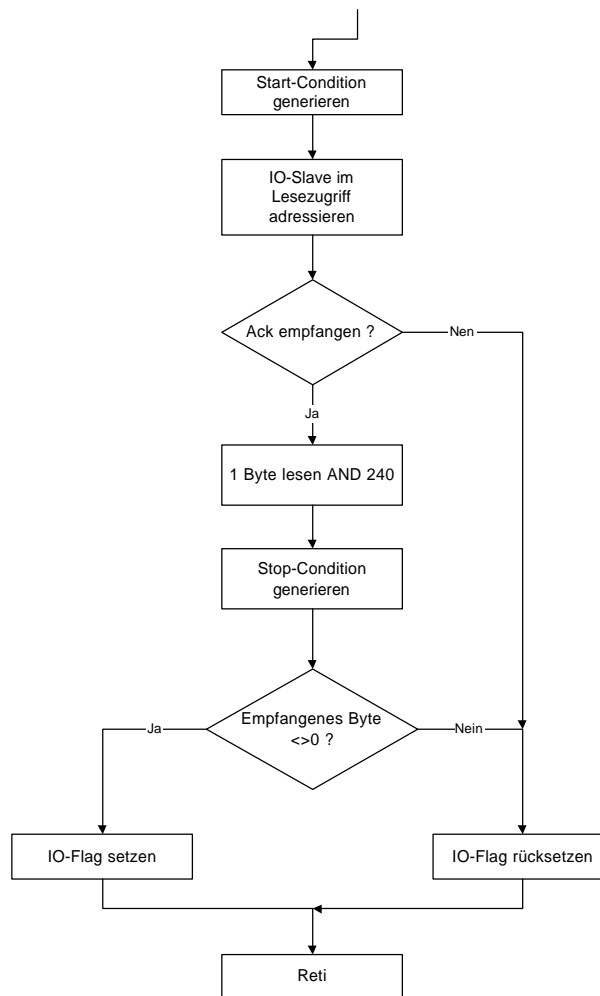 Start-Condition
generieren
IO-Slave im
Lesezugriff
adressieren
Ack empfangen ?
Nen
Ja
1 Byte lesen AND 240
Stop-Condition
generieren
Empfangenes Byte
<>0 ?
Ja
Nein
IO-Flag setzen
IO-Flag rücksetzen
Reti